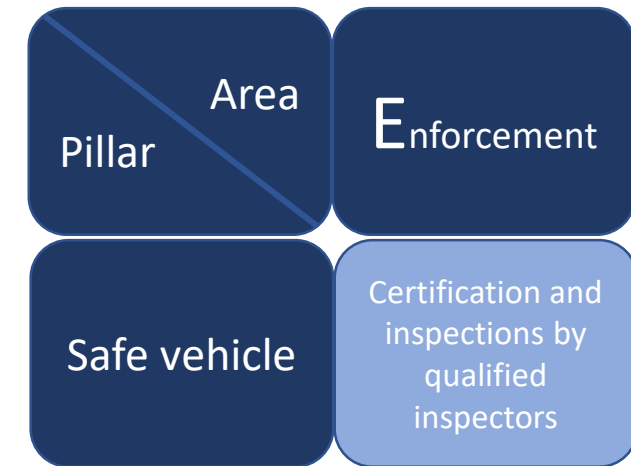 Area
Pillar
Enforcement
Safe vehicle
Certification and
inspections by
qualified
inspectors